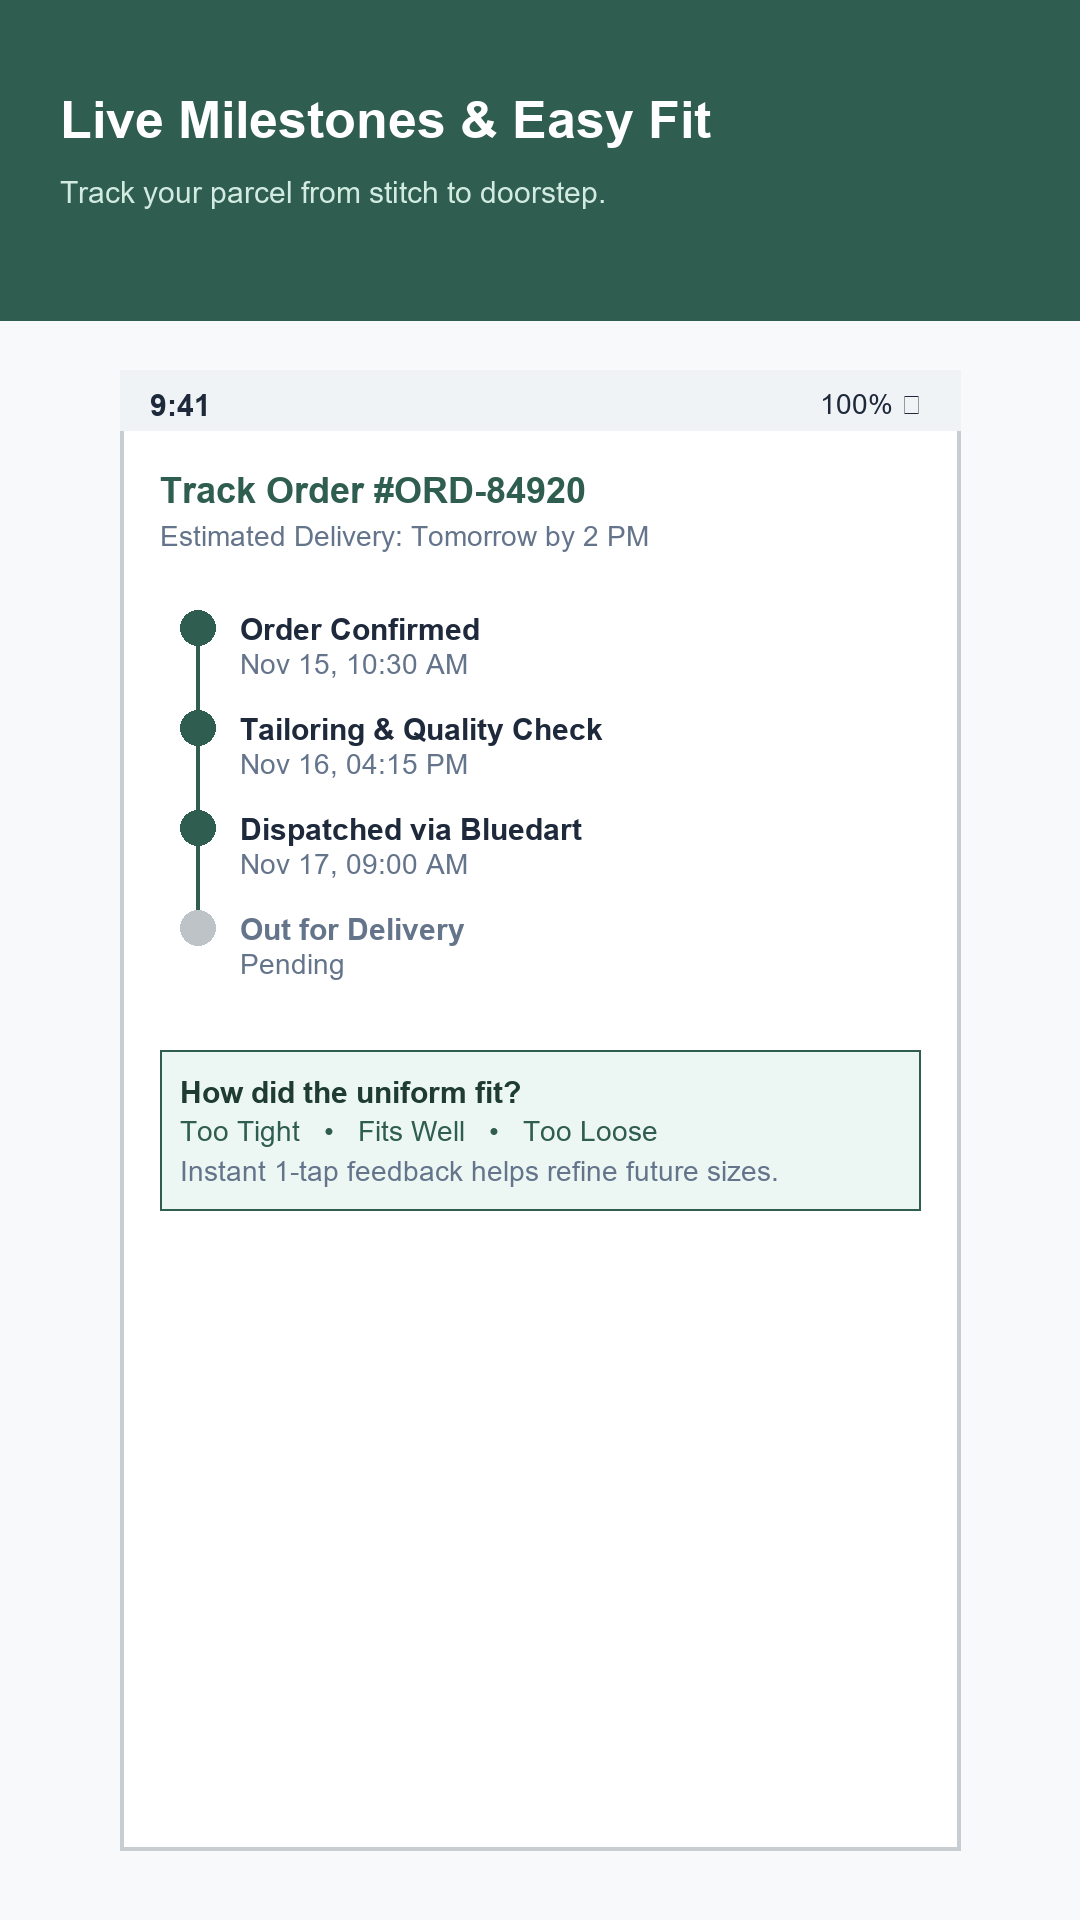 Live Milestones & Easy Fit
Track your parcel from stitch to doorstep.
9:41
100% 
Track Order #ORD-84920
Estimated Delivery: Tomorrow by 2 PM
Order Confirmed
Nov 15, 10:30 AM
Tailoring & Quality Check
Nov 16, 04:15 PM
Dispatched via Bluedart
Nov 17, 09:00 AM
Out for Delivery
Pending
How did the uniform fit?
Too Tight • Fits Well • Too Loose
Instant 1-tap feedback helps refine future sizes.